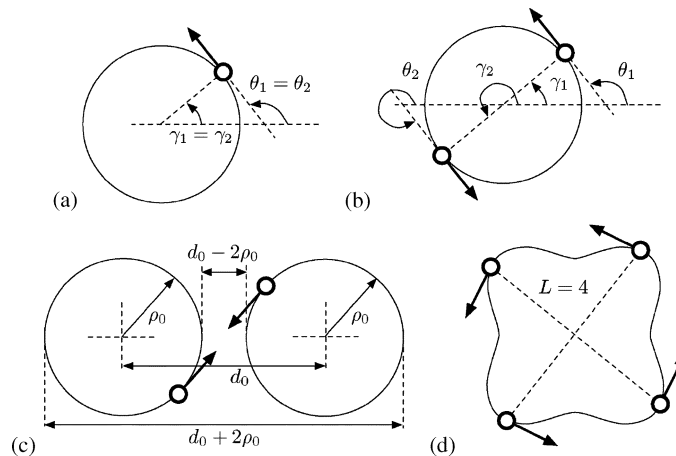 θ₁ = θ₂
γ₁ = γ₂
(a)
θ₂
γ₂
γ₁
θ₁
(b)
d₀ − 2ρ₀
ρ₀
ρ₀
d₀
d₀ + 2ρ₀
(c)
L = 4
(d)